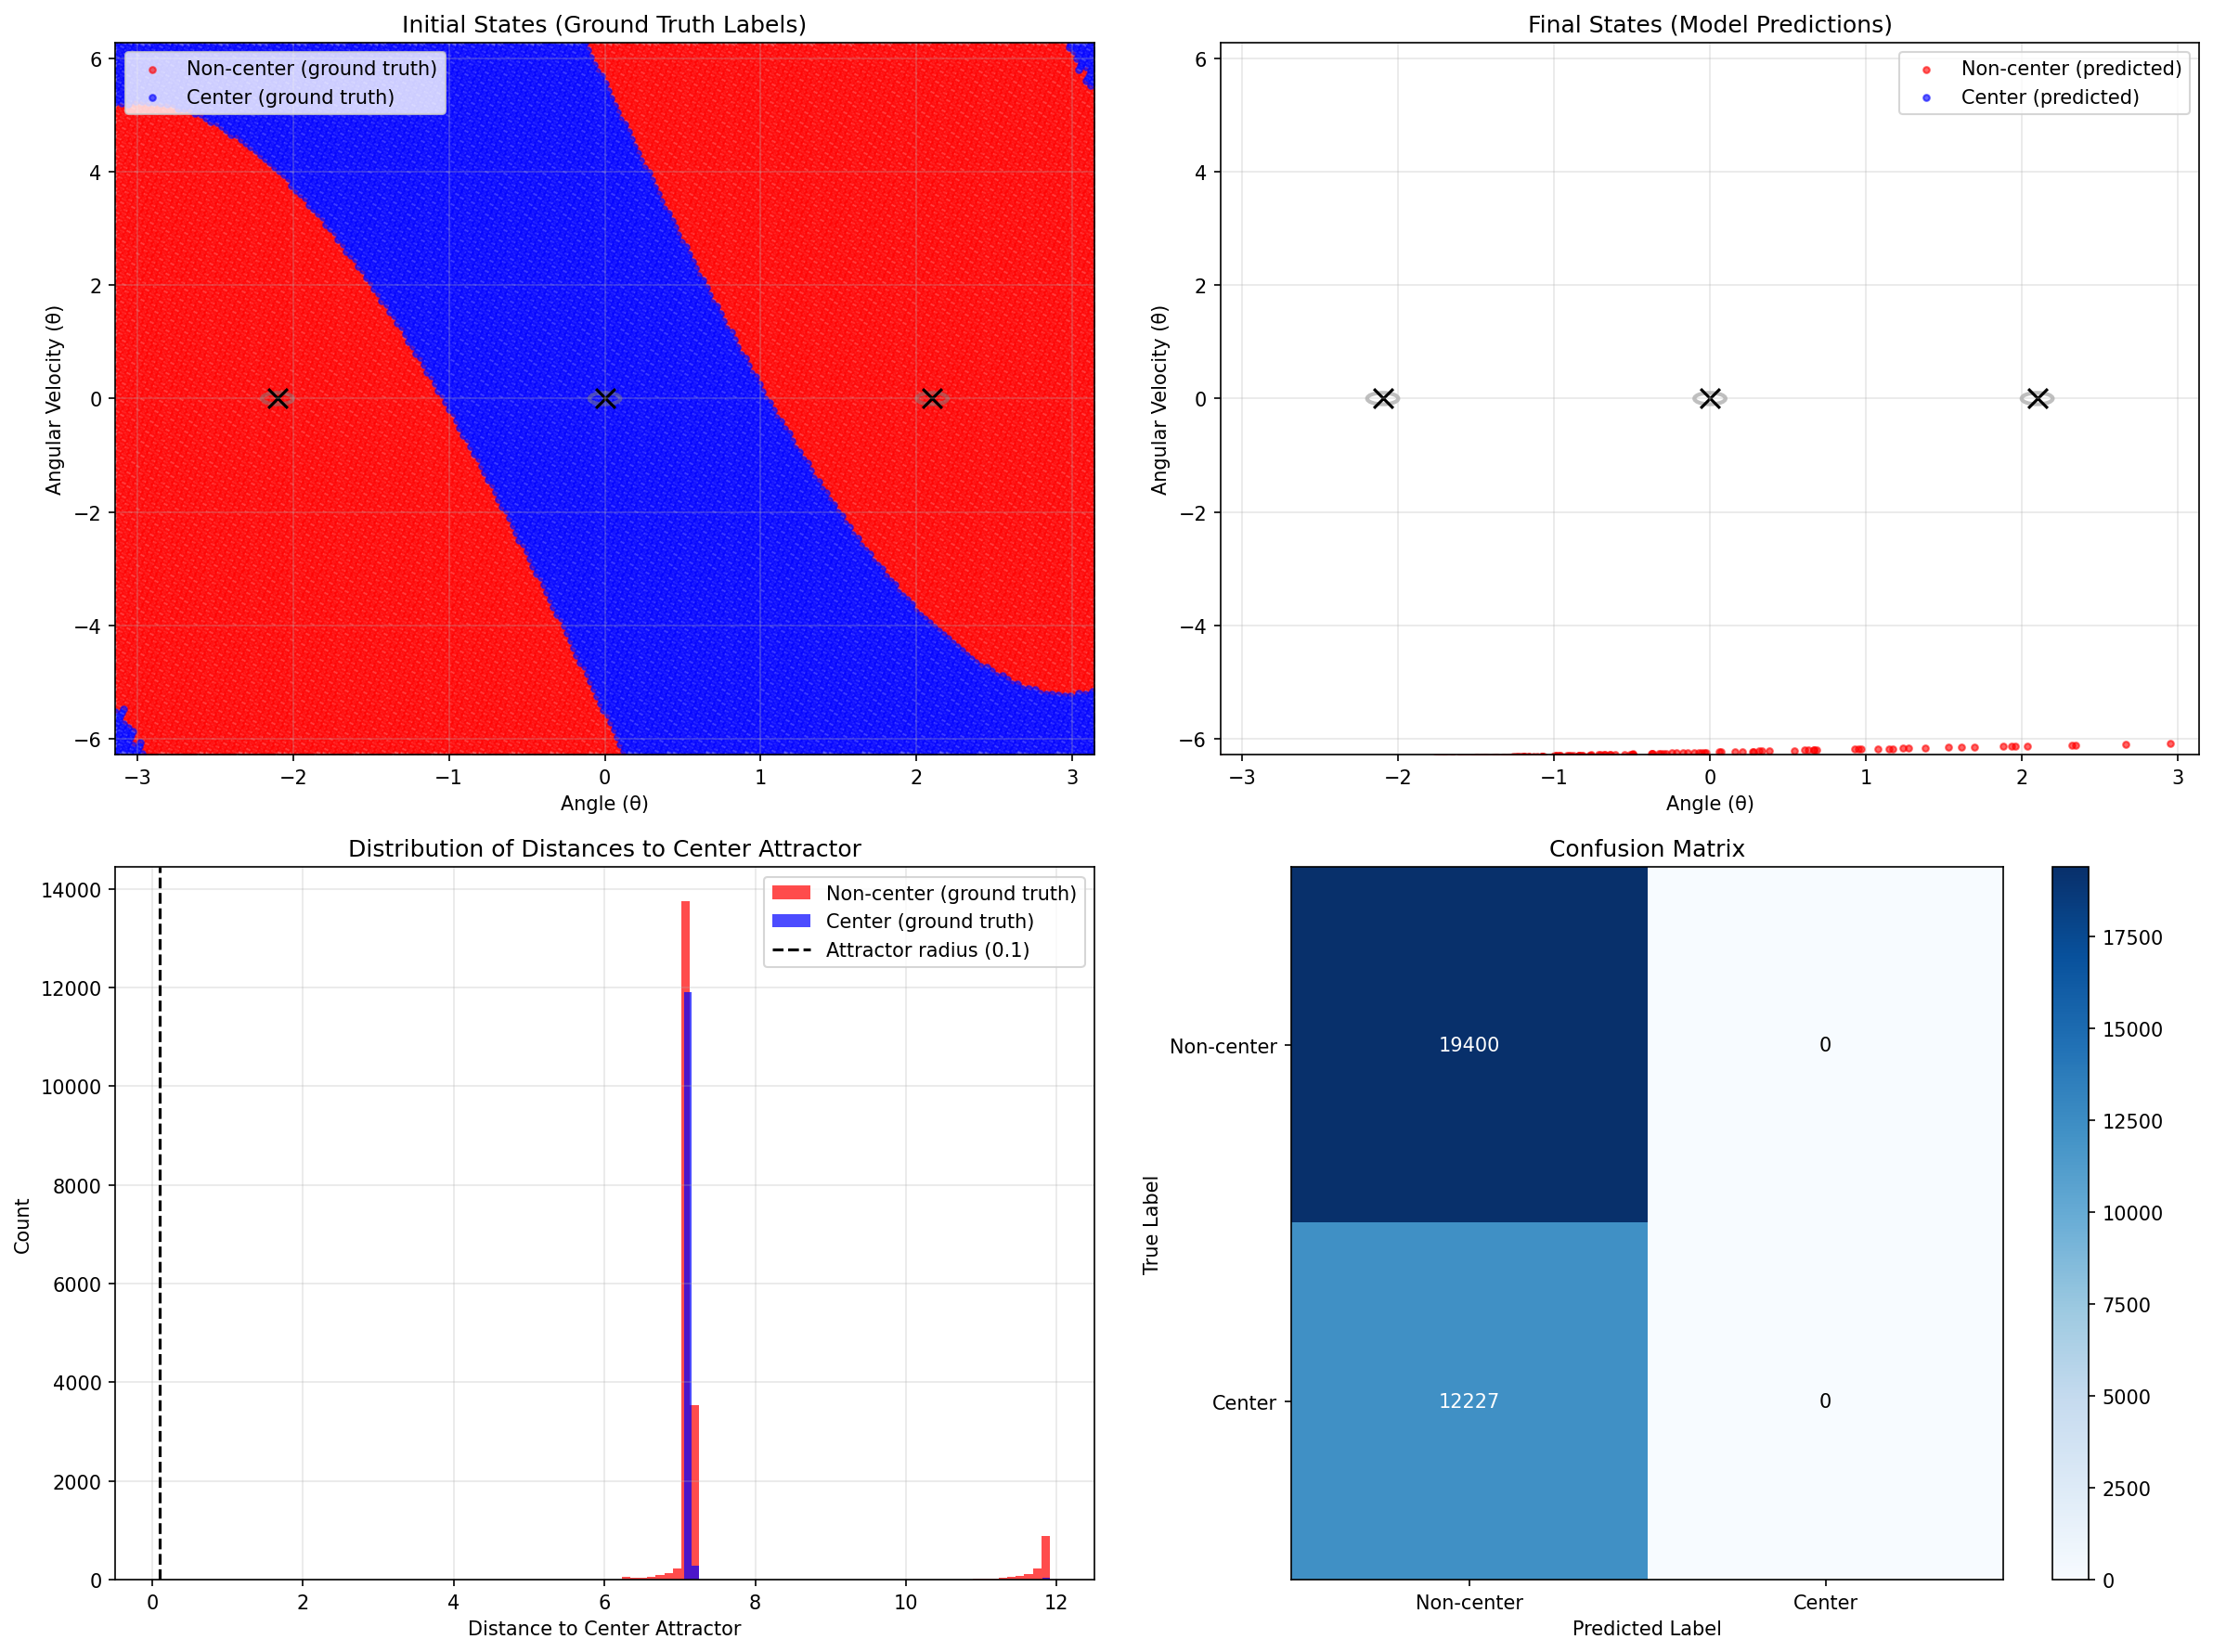 Initial States (Ground Truth Labels)
Non-center (ground truth)
Center (ground truth)
6
4
2
0
−2
−4
−6
Angular Velocity (θ̇)
−3
−2
−1
0
1
2
3
Angle (θ)
Final States (Model Predictions)
Non-center (predicted)
Center (predicted)
6
4
2
0
−2
−4
−6
Angular Velocity (θ̇)
−3
−2
−1
0
1
2
3
Angle (θ)
Distribution of Distances to Center Attractor
Non-center (ground truth)
Center (ground truth)
Attractor radius (0.1)
14000
12000
10000
8000
6000
4000
2000
0
Count
0
2
4
6
8
10
12
Distance to Center Attractor
Confusion Matrix
Non-center
19400
0
Center
12227
0
True Label
Non-center
Center
Predicted Label
17500
15000
12500
10000
7500
5000
2500
0